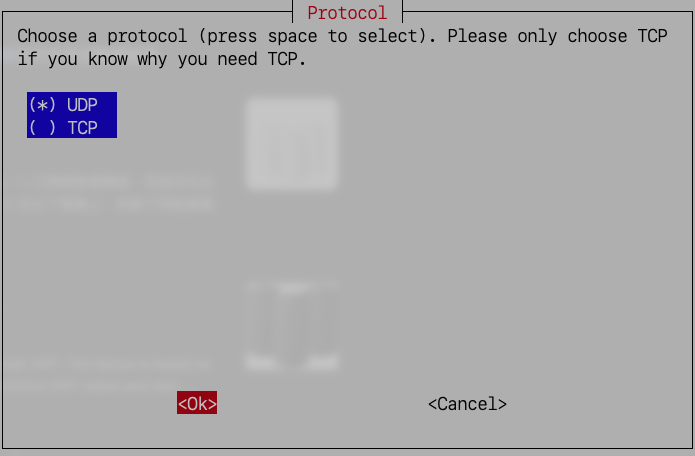 Protocol
Choose a protocol (press space to select). Please only choose TCP
if you know why you need TCP.
(*) UDP
( ) TCP
<Ok> <Cancel>